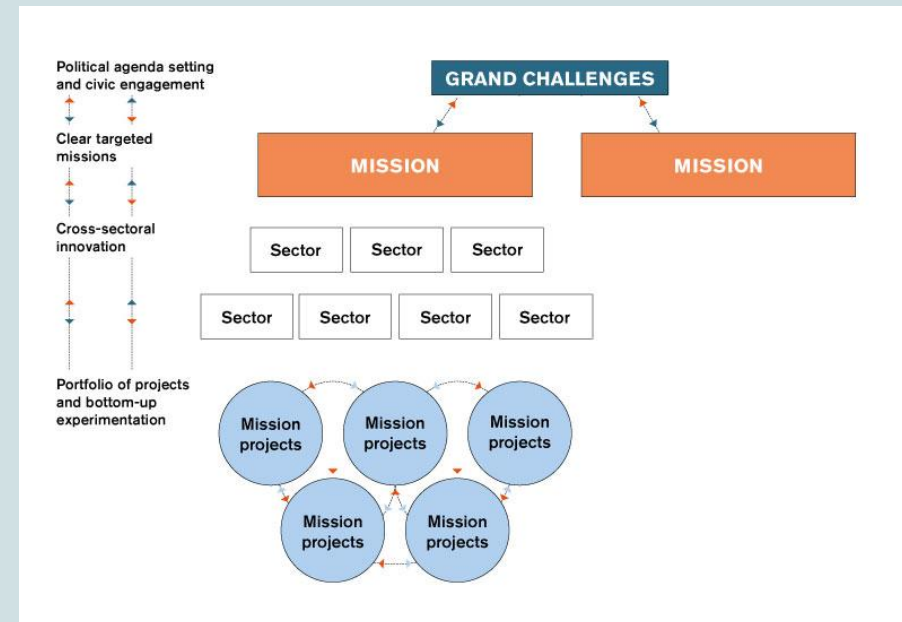 Political agenda setting
and civic engagement
GRAND CHALLENGES
Clear targeted
missions
MISSION
MISSION
Cross-sectoral
innovation
Sector
Sector
Sector
Sector
Sector
Sector
Sector
Portfolio of projects
and bottom-up
experimentation
Mission
projects
Mission
projects
Mission
projects
Mission
projects
Mission
projects